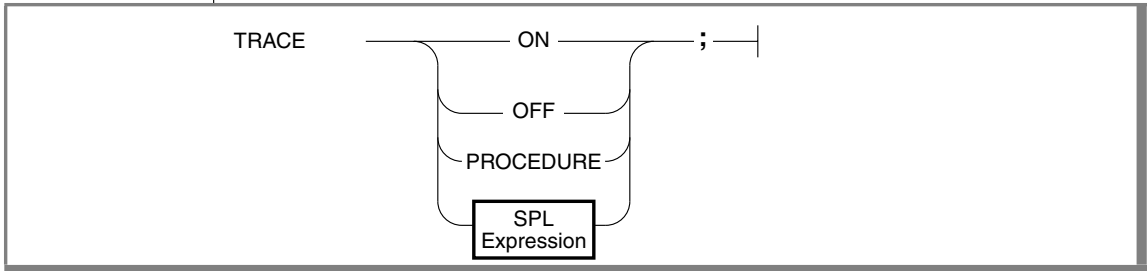 TRACE ON ;
OFF
PROCEDURE
SPL
Expression